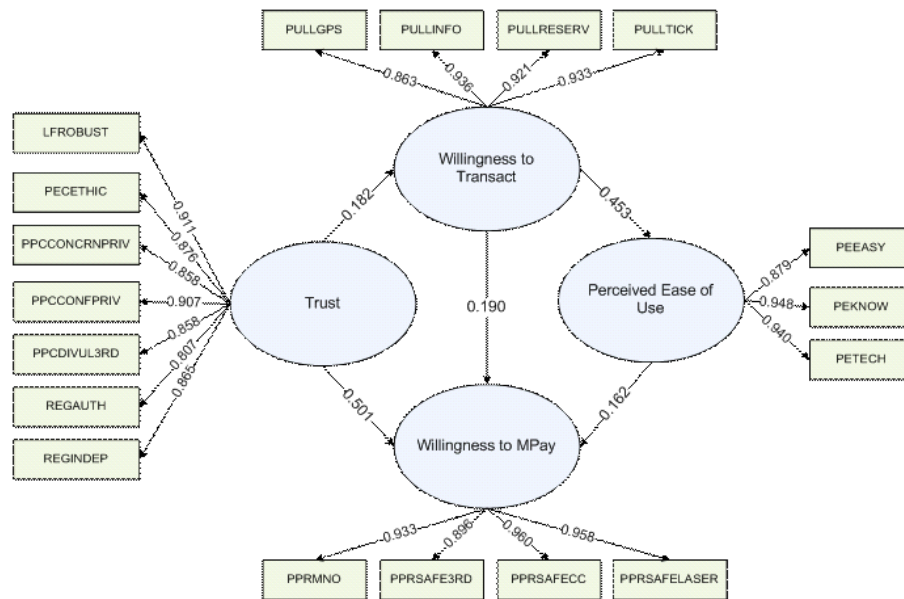 PULLGPS
PULLINFO
PULLRESERV
PULLTICK
0.863
0.936
0.921
0.933
Willingness to
Transact
LFROBUST
PECETHIC
PPCCONCRNPRIV
PPCCONFPRIV
PPCDIVUL3RD
REGAUTH
REGINDEP
0.911
0.876
0.858
0.907
0.858
0.807
0.865
Trust
0.182
0.453
0.190
0.501
0.162
Perceived Ease of
Use
0.879
0.948
0.940
PEEASY
PEKNOW
PETECH
Willingness to MPay
0.933
0.896
0.960
0.958
PPRMNO
PPRSAFE3RD
PPRSAFECC
PPRSAFELASER